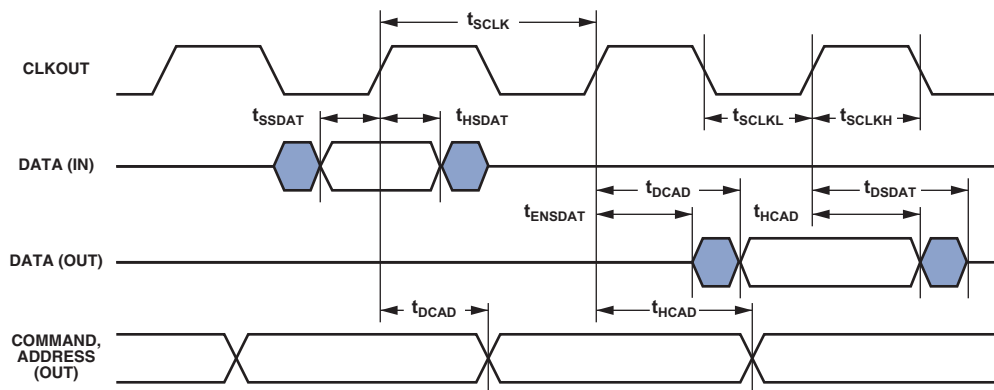 tSCLK
CLKOUT
tSSDAT
tHSDAT
tSCLKL
tSCLKH
DATA (IN)
tDCAD
tDSDAT
tENSDAT
tHCAD
DATA (OUT)
tDCAD
tHCAD
COMMAND,
ADDRESS
(OUT)